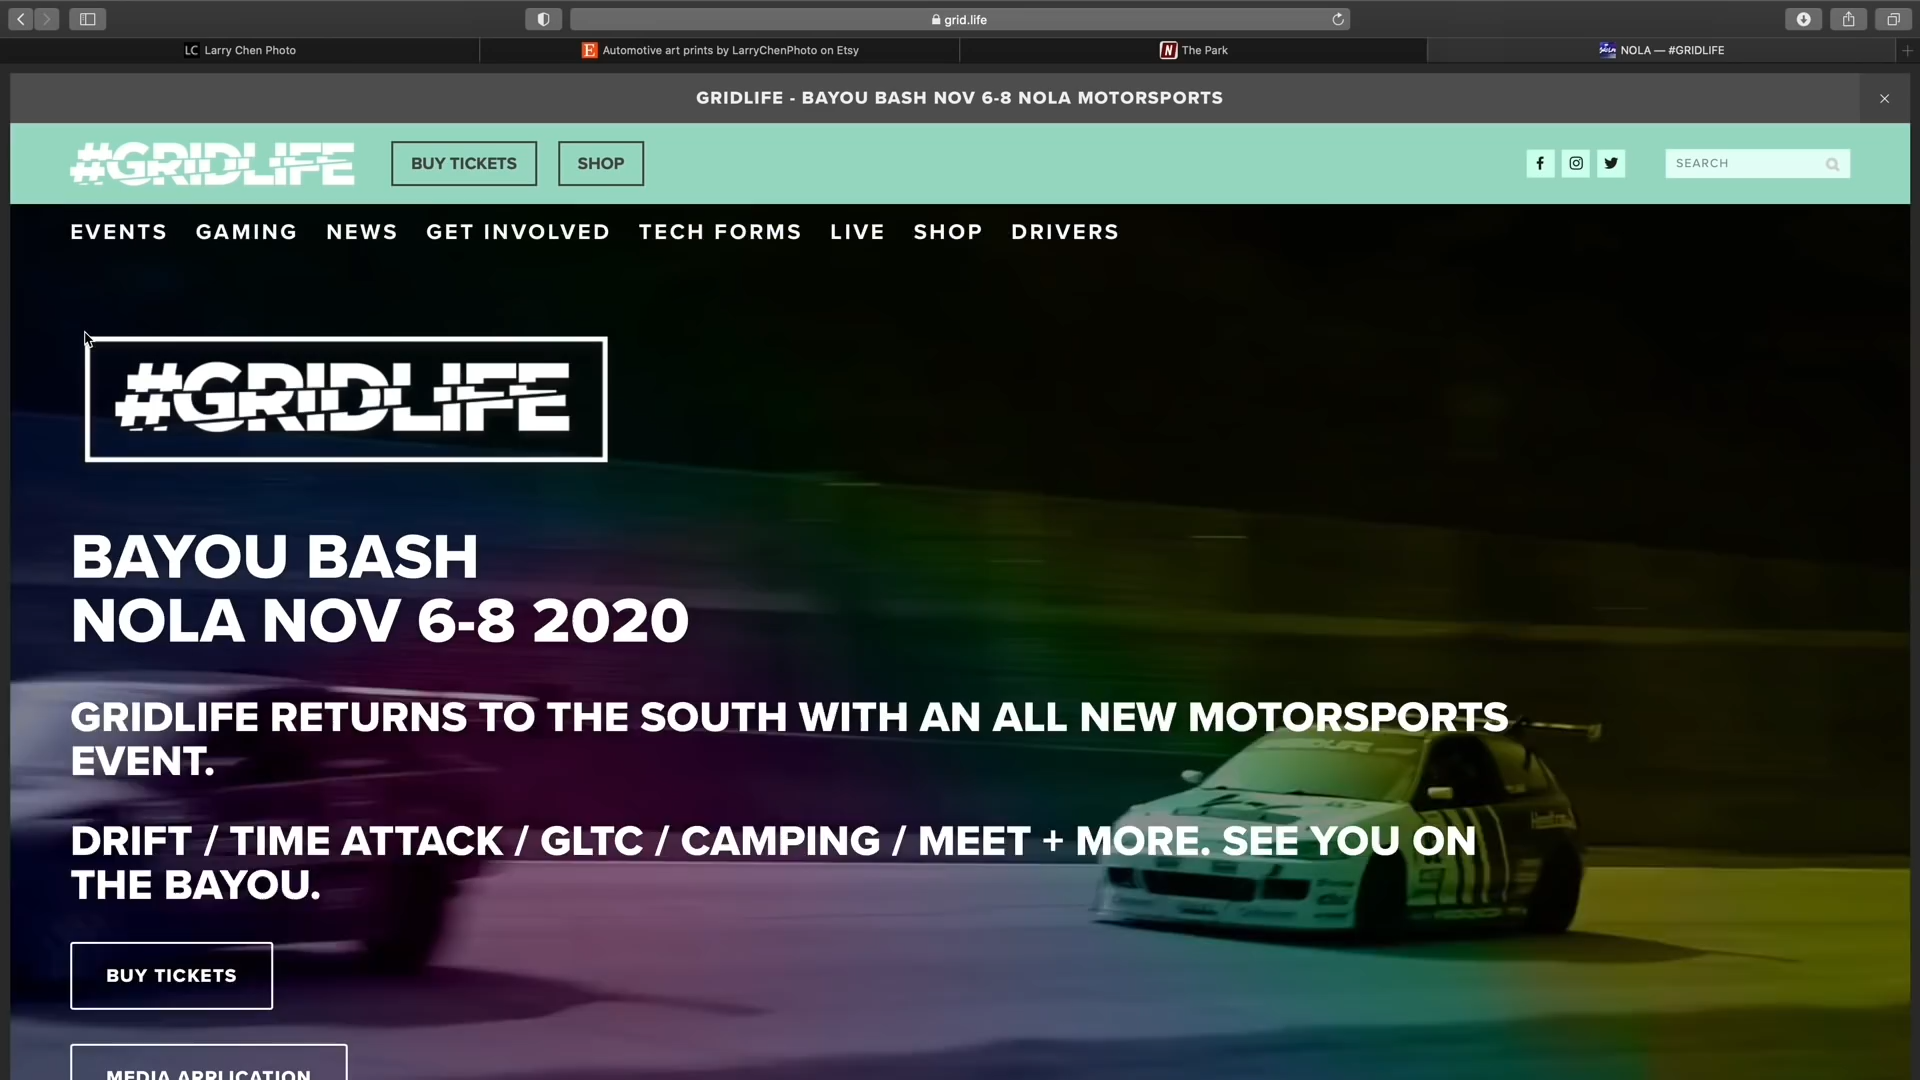 grid.life
LC Larry Chen Photo
E Automotive art prints by LarryChenPhoto on Etsy
N The Park
NOLA — #GRIDLIFE
GRIDLIFE - BAYOU BASH NOV 6-8 NOLA MOTORSPORTS
#GRIDLIFE
BUY TICKETS
SHOP
SEARCH
EVENTS GAMING NEWS GET INVOLVED TECH FORMS LIVE SHOP DRIVERS
#GRIDLIFE
BAYOU BASH
NOLA NOV 6-8 2020
GRIDLIFE RETURNS TO THE SOUTH WITH AN ALL NEW MOTORSPORTS
EVENT.
DRIFT / TIME ATTACK / GLTC / CAMPING / MEET + MORE. SEE YOU ON
THE BAYOU.
BUY TICKETS
MEDIA APPLICATION